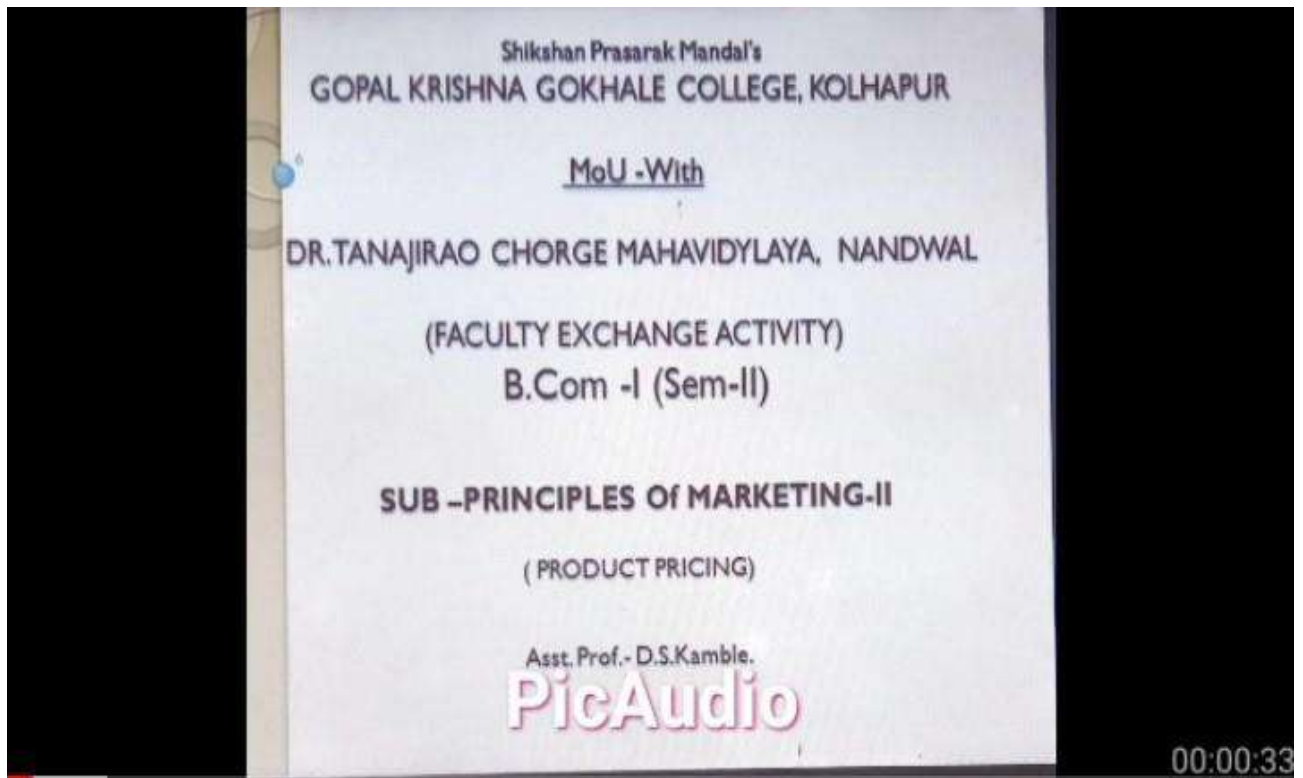 Shikshan Prasarak Mandal's
GOPAL KRISHNA GOKHALE COLLEGE, KOLHAPUR
MoU -With
DR.TANAJIRAO CHORGE MAHAVIDYLAYA, NANDWAL
(FACULTY EXCHANGE ACTIVITY)
B.Com -I (Sem-II)
SUB –PRINCIPLES Of MARKETING-II
( PRODUCT PRICING)
Asst. Prof.- D.S.Kamble.
PicAudio
00:00:33